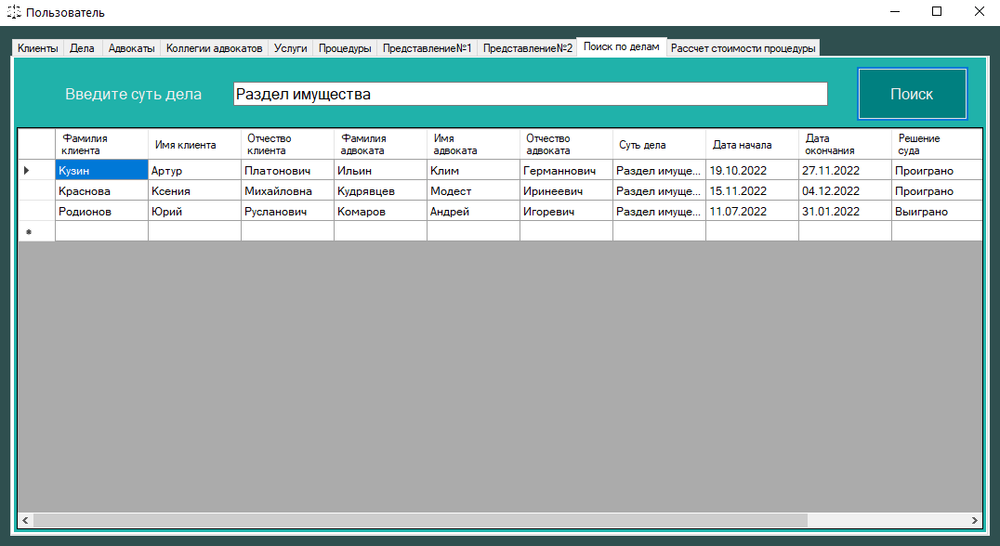 Пользователь
Клиенты Дела Адвокаты Коллегии адвокатов Услуги Процедуры Представление№1 Представление№2 Поиск по делам Рассчет стоимости процедуры
Введите суть дела Раздел имущества Поиск
Фамилия клиента Имя клиента Отчество клиента Фамилия адвоката Имя адвоката Отчество адвоката Суть дела Дата начала Дата окончания Решение суда
Кузин Артур Платонович Ильин Клим Германнович Раздел имуще... 19.10.2022 27.11.2022 Проиграно
Краснова Ксения Михайловна Кудрявцев Модест Иринеевич Раздел имуще... 15.11.2022 04.12.2022 Проиграно
Родионов Юрий Русланович Комаров Андрей Игоревич Раздел имуще... 11.07.2022 31.01.2022 Выиграно